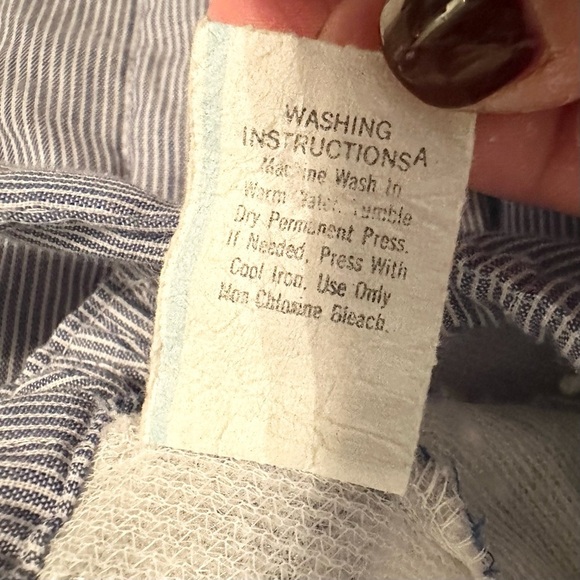 WASHING
INSTRUCTIONS A
Machine Wash In
Warm Water. Tumble
Dry Permanent Press.
If Needed, Press With
Cool Iron. Use Only
Non-Chlorine Bleach.